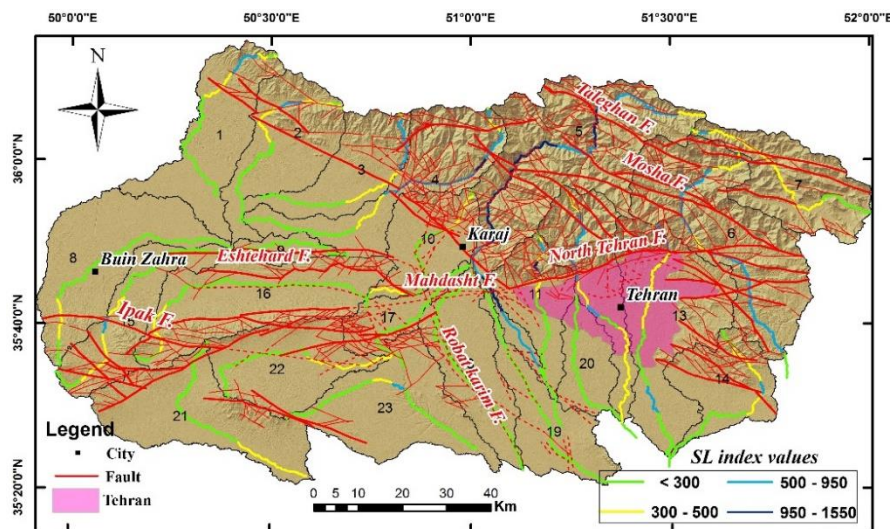 50°0'0"E 50°30'0"E 51°0'0"E 51°30'0"E 52°0'0"E
N
36°0'0"N
35°40'0"N
35°20'0"N
1
2
3
4
5
Taleghan F.
Mosha F.
7
6
10
Karaj
North Tehran F.
8
Buin Zahra
9
Eshtehard F.
Mahdasht F.
16
11
Tehran
13
Ipak F.
15
17
Robat karim F.
20
22
14
21
23
19
Legend
City
Fault
Tehran
0 5 10 20 30 40
Km
SL index values
< 300
500 - 950
300 - 500
950 - 1550